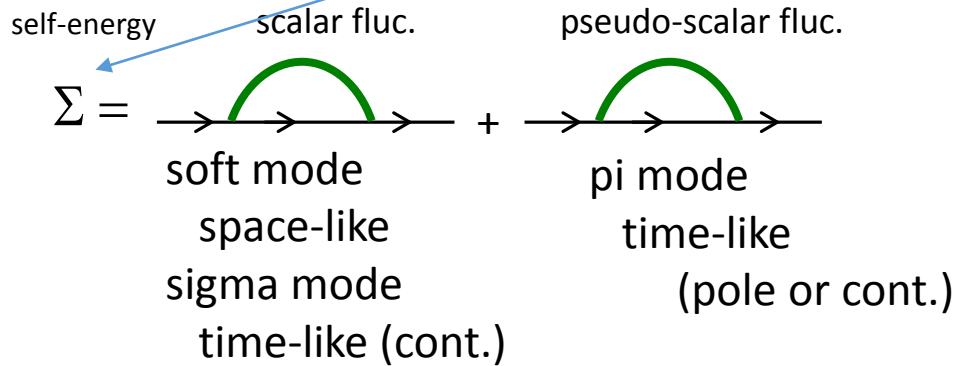 self-energy scalar fluc. pseudo-scalar fluc.
Σ = +
soft mode pi mode
space-like time-like
sigma mode (pole or cont.)
time-like (cont.)